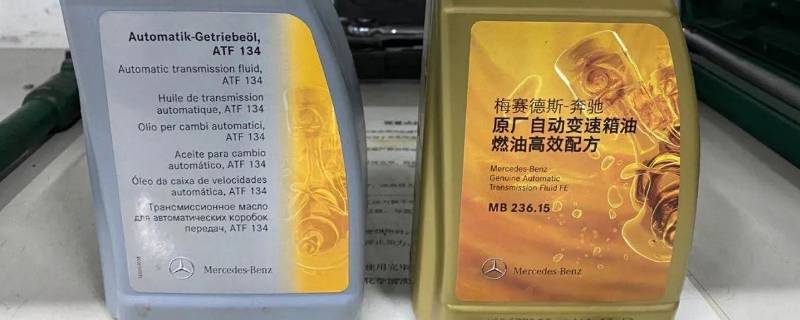 Automatik-Getriebeöl,
ATF 134
Automatic transmission fluid,
ATF 134
Huile de transmission
automatique, ATF 134
Olio per cambi automatici,
ATF 134
Aceite para cambio
automático, ATF 134
Óleo da caixa de velocidades
automática, ATF 134
Трансмиссионное масло
для автоматических коробок
передач, ATF 134
Mercedes-Benz
梅赛德斯-奔驰
原厂自动变速箱油
燃油高效配方
Mercedes-Benz
Genuine Automatic
Transmission Fluid FE
MB 236.15
Mercedes-Benz